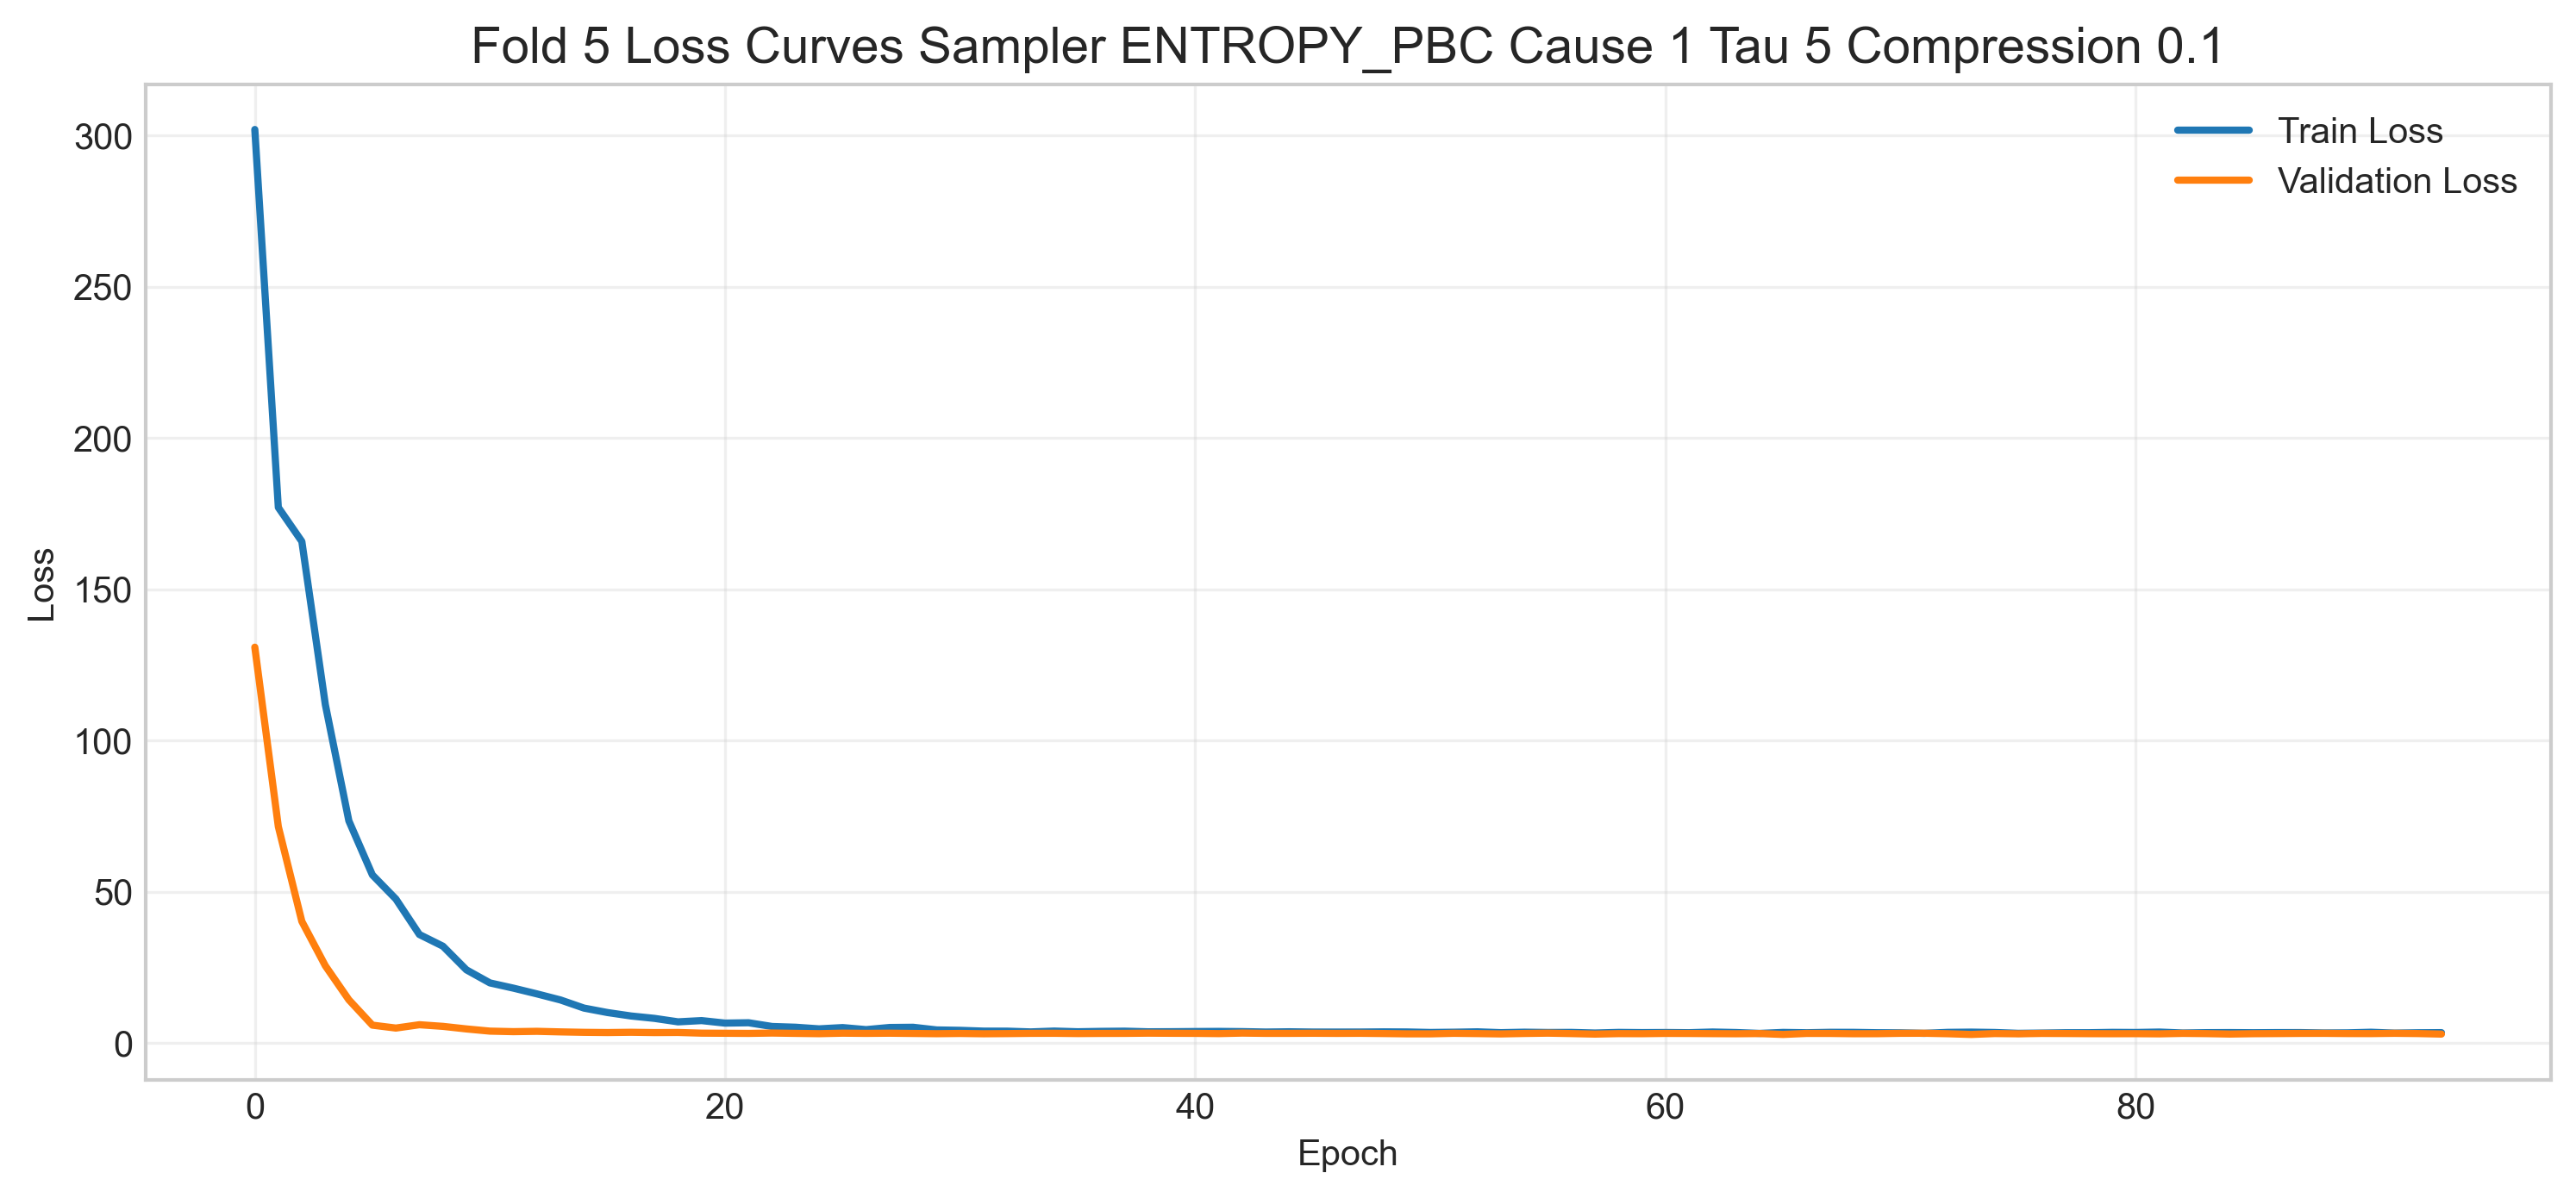 Fold 5 Loss Curves Sampler ENTROPY_PBC Cause 1 Tau 5 Compression 0.1
Train Loss
Validation Loss
300
250
200
150
100
50
0
Loss
0 20 40 60 80
Epoch